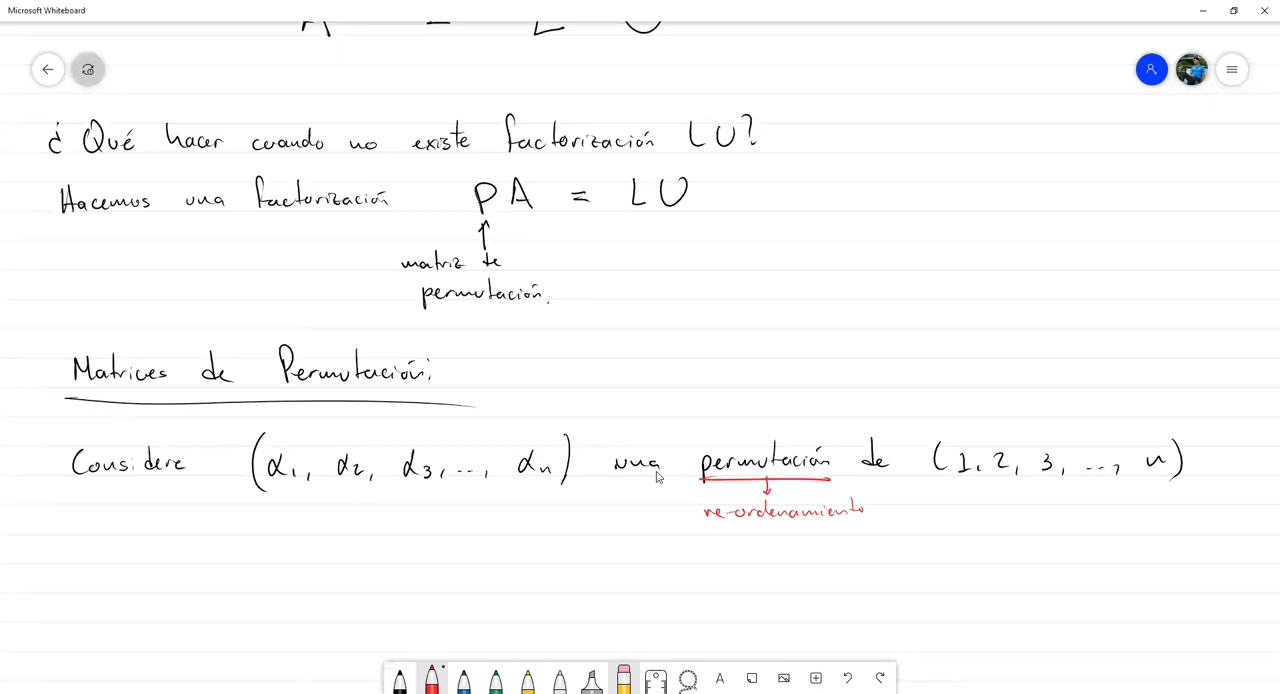 Microsoft Whiteboard
A = L U
¿Qué hacer cuando no existe factorización LU?
Hacemos una factorización PA = LU
↑
matriz de
permutación.
Matrices de Permutación:
Considere (α₁, α₂, α₃, ..., αₙ) una permutación de (1, 2, 3, ..., n)
re-ordenamiento
A